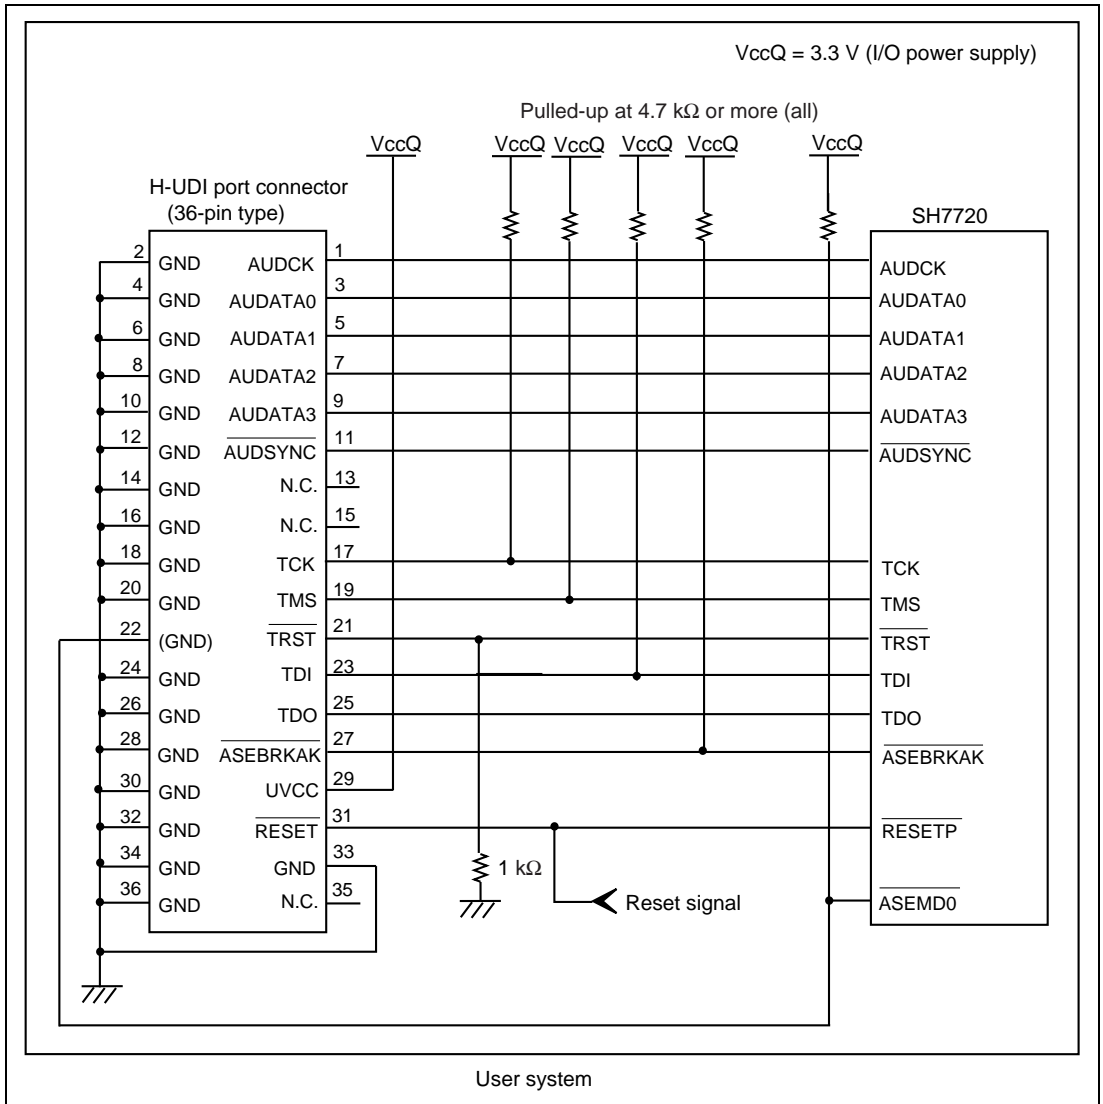 VccQ = 3.3 V (I/O power supply)
Pulled-up at 4.7 kΩ or more (all)
VccQ VccQ VccQ VccQ VccQ VccQ
H-UDI port connector
(36-pin type)
SH7720
2 GND AUDCK 1 AUDCK
4 GND AUDATA0 3 AUDATA0
6 GND AUDATA1 5 AUDATA1
8 GND AUDATA2 7 AUDATA2
10 GND AUDATA3 9 AUDATA3
12 GND AUDSYNC 11 AUDSYNC
14 GND N.C. 13
16 GND N.C. 15
18 GND TCK 17 TCK
20 GND TMS 19 TMS
22 (GND) TRST 21 TRST
24 GND TDI 23 TDI
26 GND TDO 25 TDO
28 GND ASEBRKAK 27 ASEBRKAK
30 GND UVCC 29
32 GND RESET 31 RESETP
34 GND GND 33 1 kΩ
36 GND N.C. 35 Reset signal ASEMD0
User system